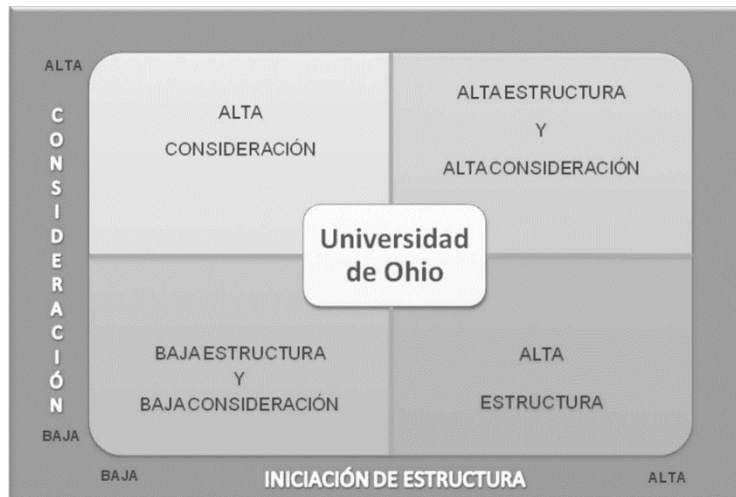 ALTA
CONSIDERACIÓN
ALTA
CONSIDERACIÓN
ALTA ESTRUCTURA
Y
ALTA CONSIDERACIÓN
Universidad
de Ohio
BAJA ESTRUCTURA
Y
BAJA CONSIDERACIÓN
ALTA
ESTRUCTURA
BAJA
BAJA
INICIACIÓN DE ESTRUCTURA
ALTA